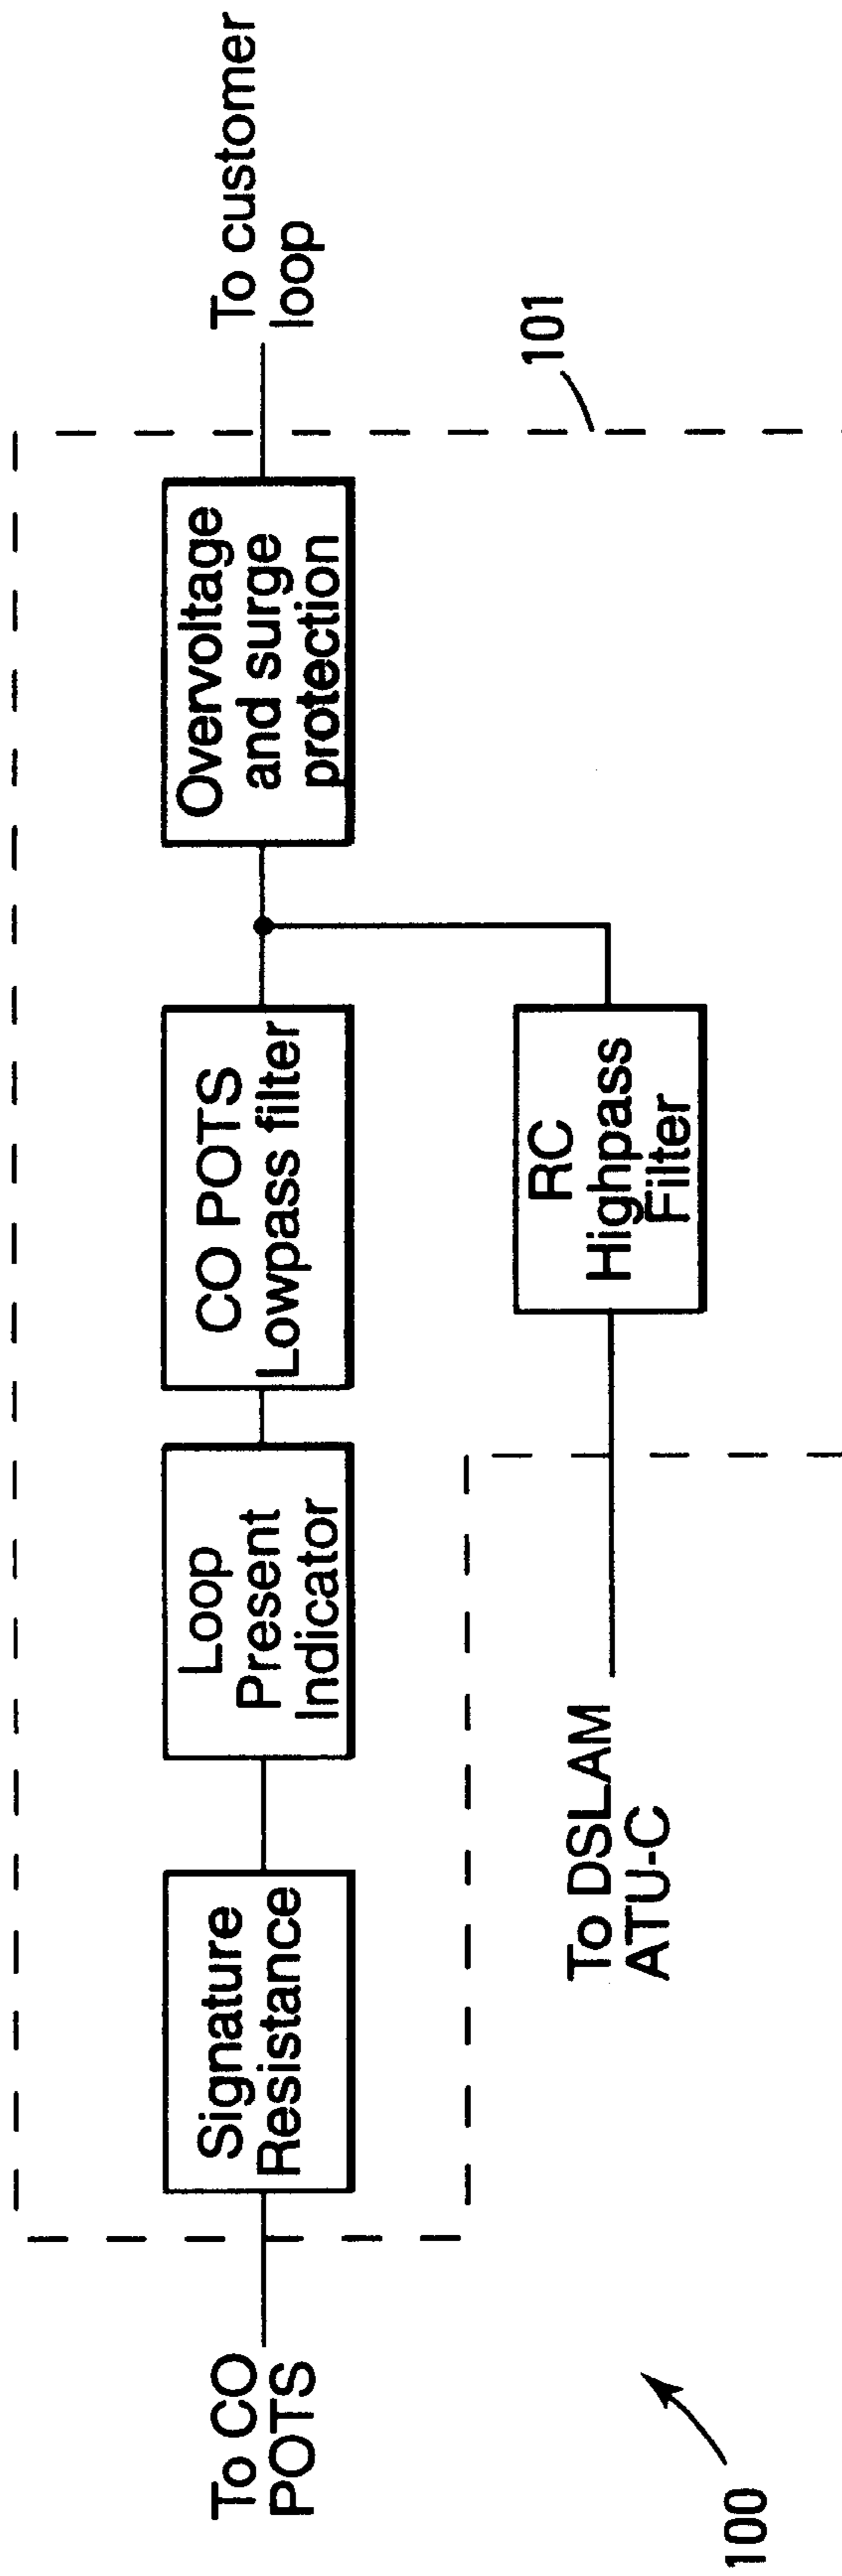 To CO
POTS
Signature
Resistance
Loop
Present
Indicator
CO POTS
Lowpass filter
Overvoltage
and surge
protection
To customer
loop
To DSLAM
ATU-C
RC
Highpass
Filter
101
100